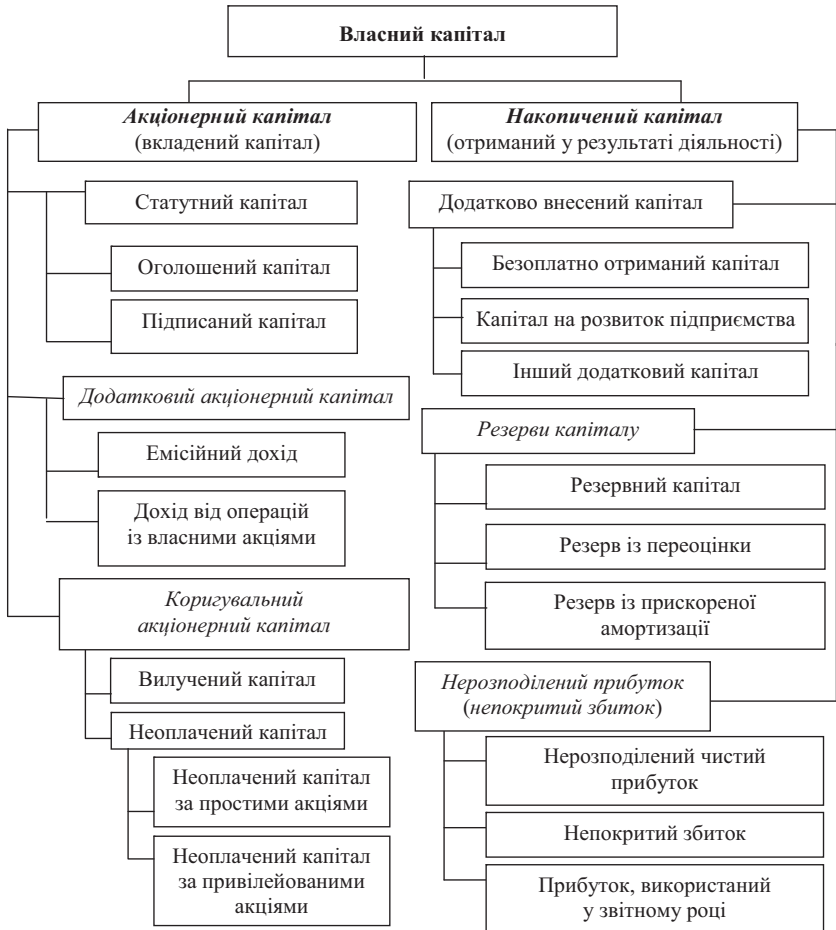 Власний капітал
Акціонерний капітал
(вкладений капітал)
Статутний капітал
Оголошений капітал
Підписаний капітал
Додатковий акціонерний капітал
Емісійний дохід
Дохід від операцій
із власними акціями
Коригувальний
акціонерний капітал
Вилучений капітал
Неоплачений капітал
Неоплачений капітал
за простими акціями
Неоплачений капітал
за привілейованими
акціями
Накопичений капітал
(отриманий у результаті діяльності)
Додатково внесений капітал
Безоплатно отриманий капітал
Капітал на розвиток підприємства
Інший додатковий капітал
Резерви капіталу
Резервний капітал
Резерв із переоцінки
Резерв із прискореної
амортизації
Нерозподілений прибуток
(непокритий збиток)
Нерозподілений чистий
прибуток
Непокритий збиток
Прибуток, використаний
у звітному році